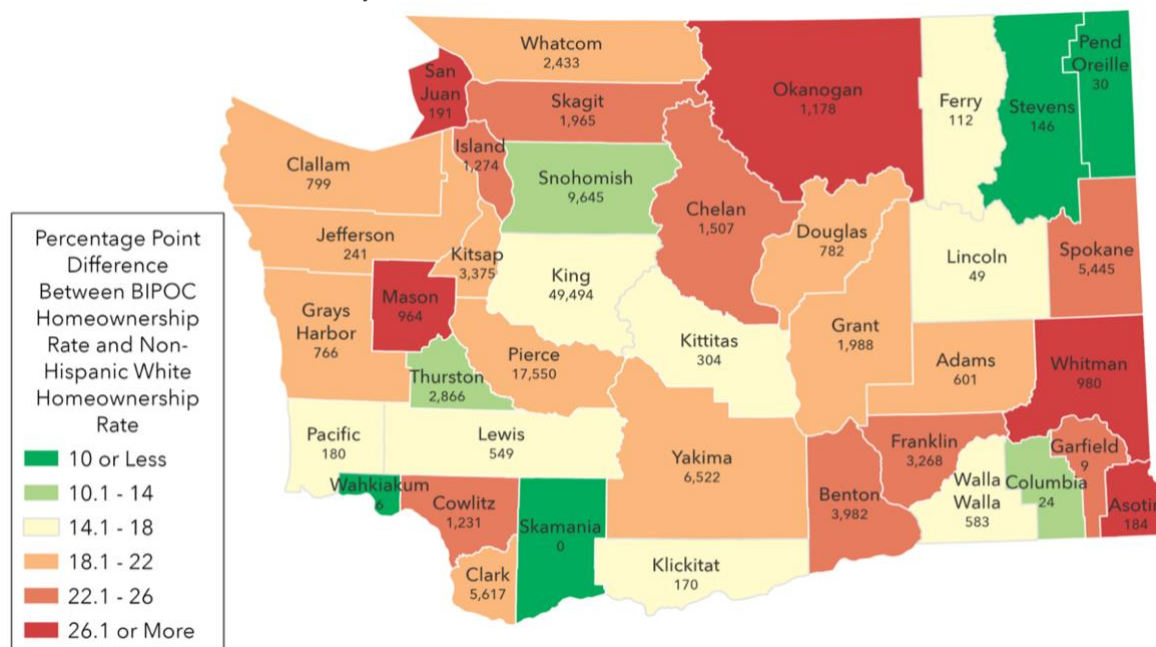 Whatcom
2,433
San
Juan
191
Skagit
1,965
Okanogan
1,178
Ferry
112
Stevens
146
Pend
Oreille
30
Island
1,274
Clallam
799
Snohomish
9,645
Chelan
1,507
Douglas
782
Jefferson
241
Kitsap
3,375
King
49,494
Lincoln
49
Spokane
5,445
Mason
964
Grays
Harbor
766
Kittitas
304
Grant
1,988
Pierce
17,550
Adams
601
Whitman
980
Thurston
2,866
Pacific
180
Lewis
549
Yakima
6,522
Franklin
3,268
Garfield
9
Walla
Walla
583
Columbia
24
Asotin
184
Wahkiakum
6
Cowlitz
1,231
Skamania
0
Benton
3,982
Klickitat
170
Clark
5,617
Percentage Point
Difference
Between BIPOC
Homeownership
Rate and Non-
Hispanic White
Homeownership
Rate
10 or Less
10.1 - 14
14.1 - 18
18.1 - 22
22.1 - 26
26.1 or More